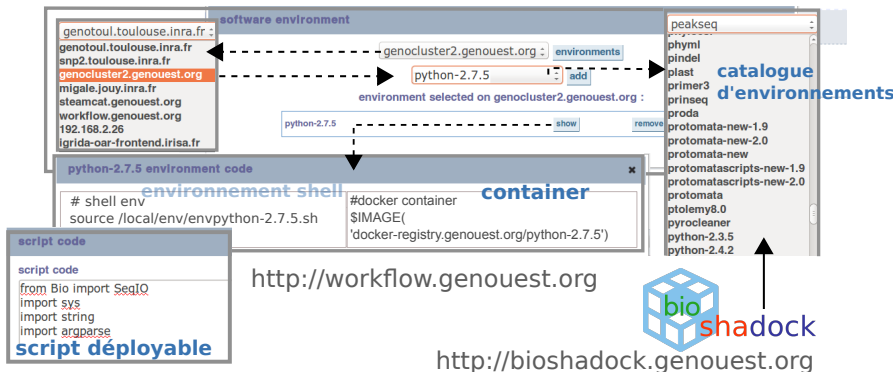 software environment
genotoul.toulouse.inra.fr
genotoul.toulouse.inra.fr
snp2.toulouse.inra.fr
genocluster2.genouest.org
migale.jouy.inra.fr
steamcat.genouest.org
workflow.genouest.org
192.168.2.26
igrida-oar-frontend.irisa.fr
genocluster2.genouest.org environments
python-2.7.5 add
environment selected on genocluster2.genouest.org :
python-2.7.5 show remove
peakseq
phyml
pindel
plast
primer3
prinseq
proda
protomata-new-1.9
protomata-new-2.0
protomata-new
protomatascripts-new-1.9
protomatascripts-new-2.0
protomata
ptolemy8.0
pyrocleaner
python-2.3.5
python-2.4.2
catalogue
d'environnements
python-2.7.5 environment code
environnement shell
# shell env
source /local/env/envpython-2.7.5.sh
container
#docker container
$IMAGE(
'docker-registry.genouest.org/python-2.7.5')
script code
script code
from Bio import SeqIO
import sys
import string
import argparse
script déployable
http://workflow.genouest.org
bio
shadock
http://bioshadock.genouest.org